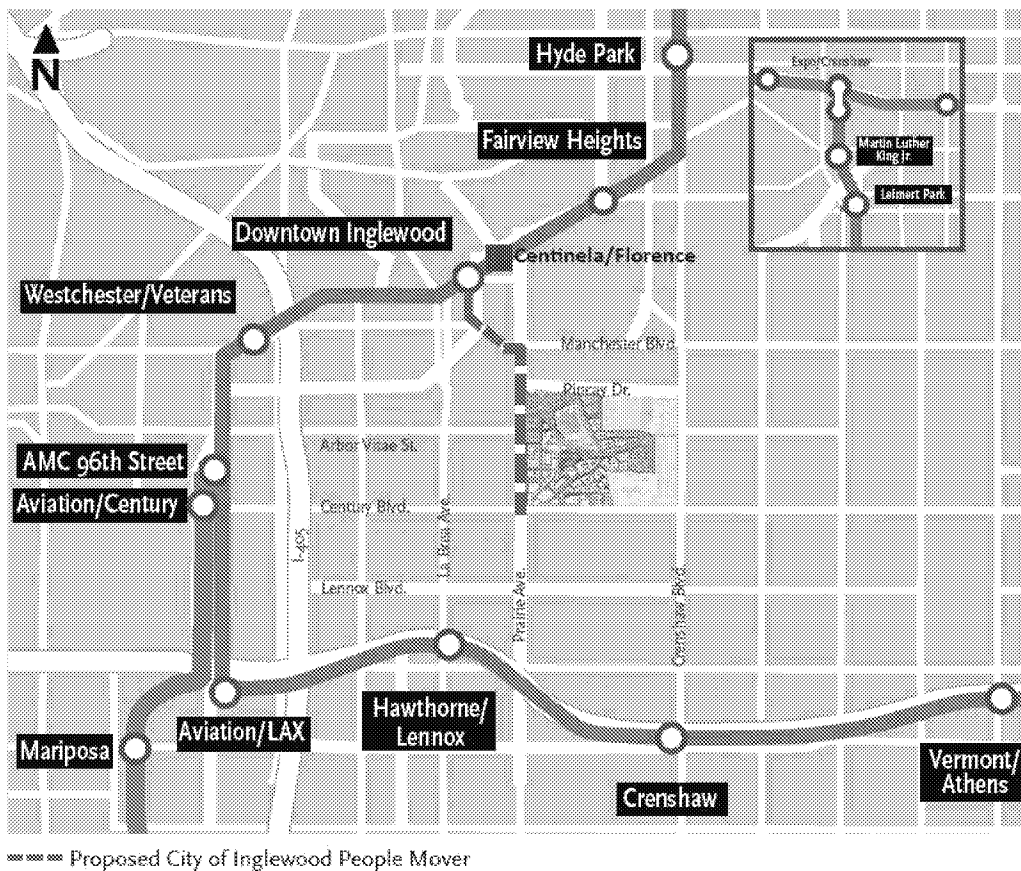 N
Hyde Park
Expo/Crenshaw
Fairview Heights
Martin Luther
King Jr.
Leimert Park
Downtown Inglewood
Centinela/Florence
Westchester/Veterans
Manchester Blvd.
Pincay Dr.
Arbor Vitae St.
AMC 96th Street
Aviation/Century
Century Blvd.
La Brea Ave.
I-405
Lennox Blvd.
Prairie Ave.
Crenshaw Blvd.
Hawthorne/
Lennox
Aviation/LAX
Mariposa
Vermont/
Athens
Crenshaw
Proposed City of Inglewood People Mover